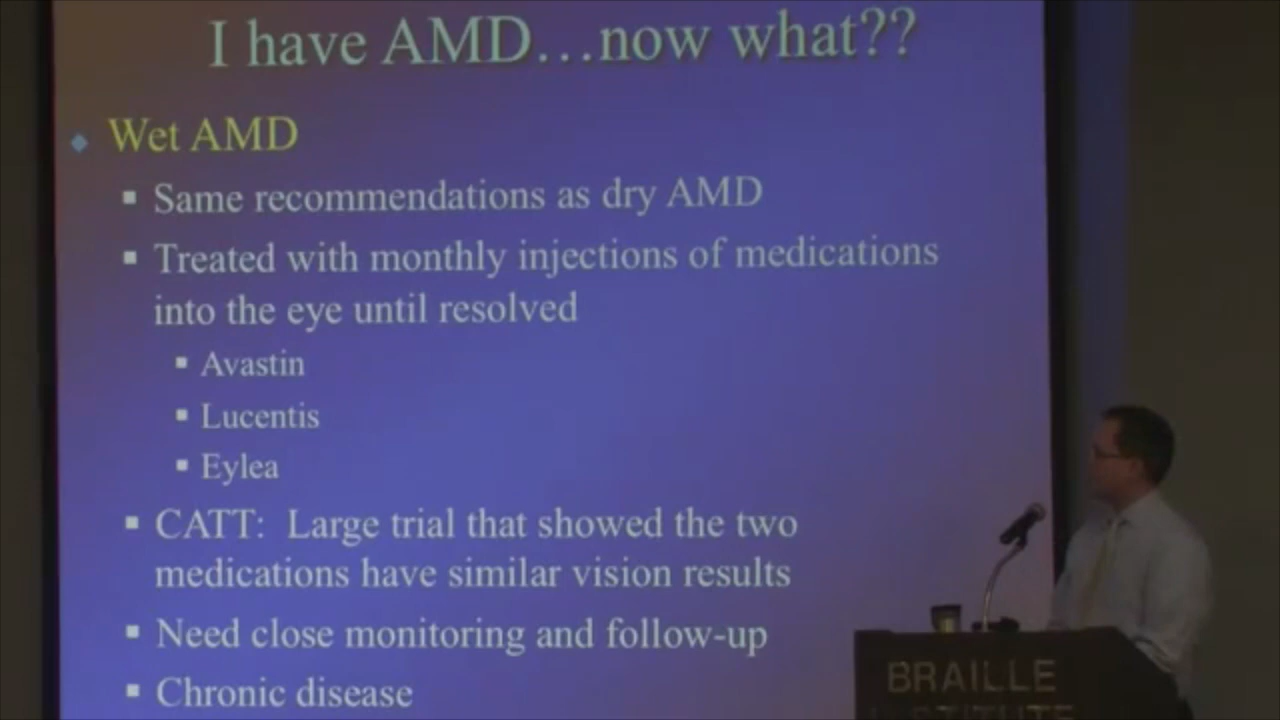 I have AMD...now what??
Wet AMD
Same recommendations as dry AMD
Treated with monthly injections of medications
into the eye until resolved
Avastin
Lucentis
Eylea
CATT: Large trial that showed the two
medications have similar vision results
Need close monitoring and follow-up
Chronic disease
BRAILLE
INSTITUTE